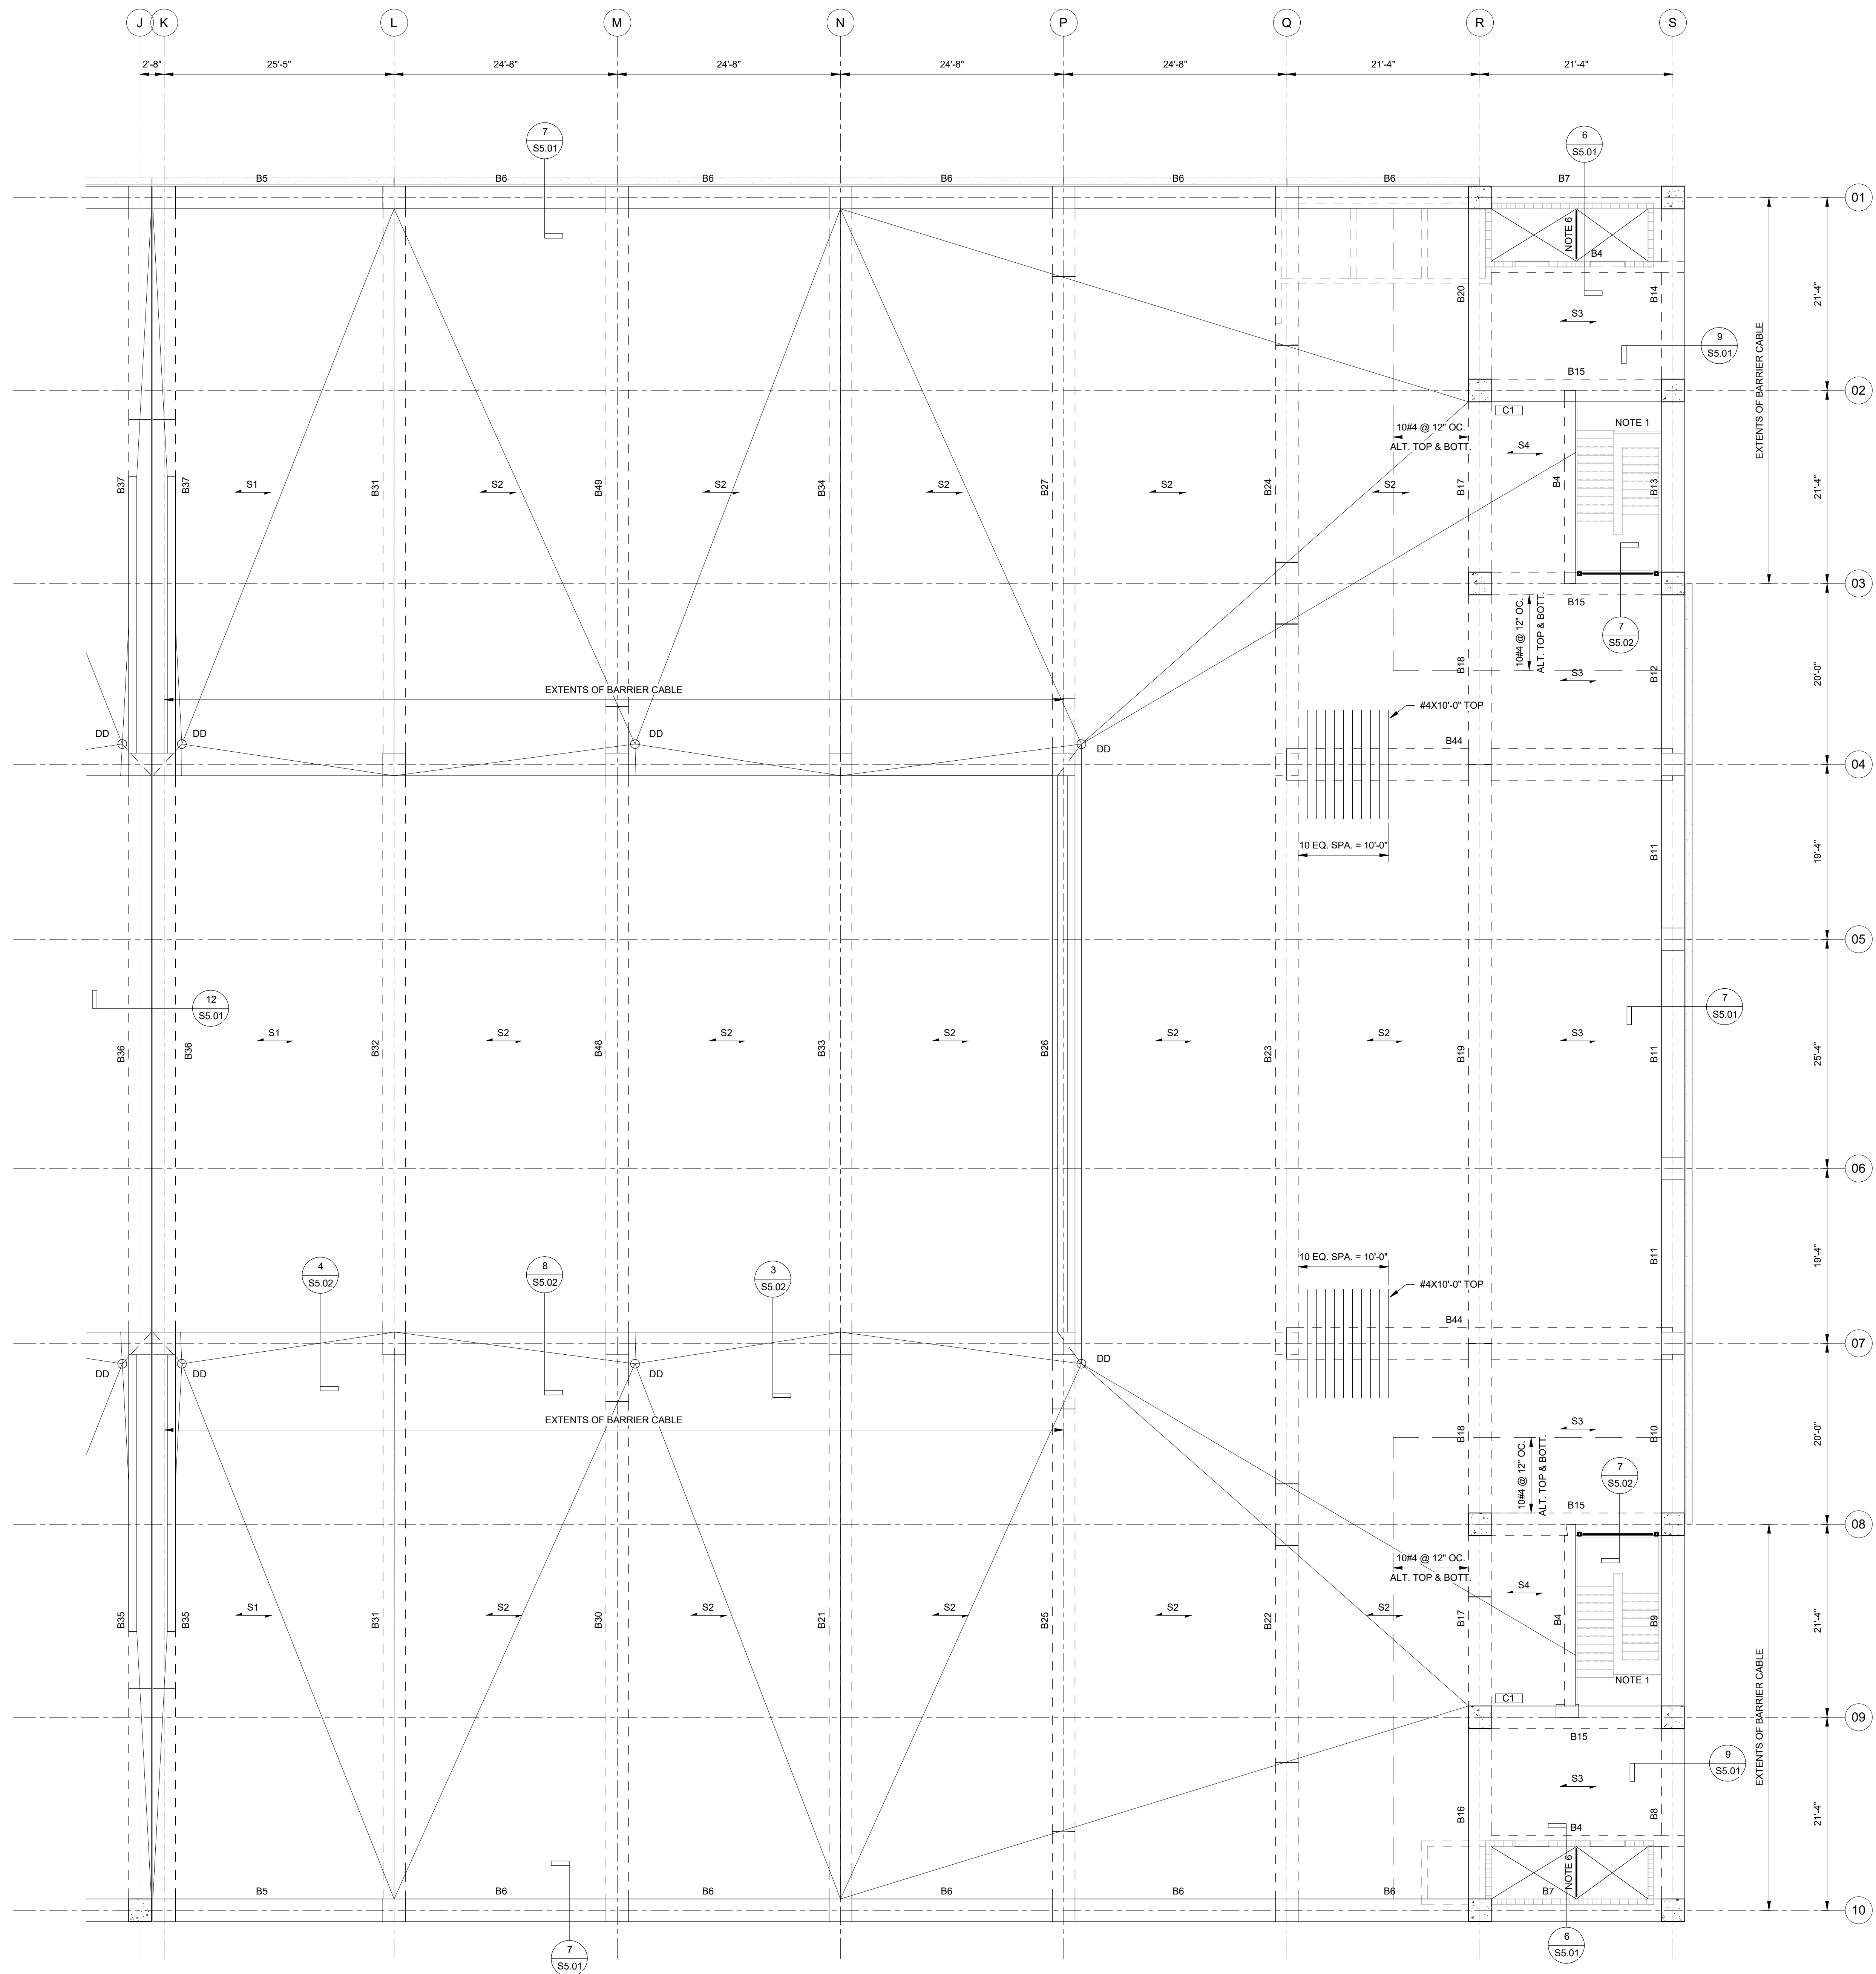 J K L M N P Q R S
2'-8" 25'-5" 24'-8" 24'-8" 24'-8" 24'-8" 21'-4" 21'-4"
7
S5.01
6
S5.01
B5 B6 B6 B6 B6 B6 B7
01
NOTE 6
B4
B20
B14
21'-4"
S3
9
S5.01
EXTENTS OF BARRIER CABLE
B15
02
C1
10#4 @ 12" OC.
ALT. TOP & BOTT.
NOTE 1
S4
B37 B37 B31 B49 B34 B27 B24 B17 B4 B13
S1 S2 S2 S2 S2 S2
21'-4"
03
B15
10#4 @ 12" OC.
ALT. TOP & BOTT.
7
S5.02
B18
B12
S3
20'-0"
EXTENTS OF BARRIER CABLE
#4X10'-0" TOP
DD DD DD DD
B44
04
10 EQ. SPA. = 10'-0"
B11
19'-4"
05
12
S5.01
7
S5.01
S1 S2 S2 S2 S2 S2 S3
B36 B36 B32 B48 B33 B26 B23 B19 B11
25'-4"
06
4
S5.02
8
S5.02
3
S5.02
10 EQ. SPA. = 10'-0"
B11
19'-4"
#4X10'-0" TOP
B44
07
DD DD DD DD
EXTENTS OF BARRIER CABLE
B18
S3
B10
20'-0"
10#4 @ 12" OC.
ALT. TOP & BOTT.
7
S5.02
B15
08
10#4 @ 12" OC.
ALT. TOP & BOTT.
S4
S1 S2 S2 S2 S2 S2
B35 B35 B31 B30 B21 B25 B22 B17 B4 B9
21'-4"
NOTE 1
C1
EXTENTS OF BARRIER CABLE
09
B15
9
S5.01
S3
B16
B8
21'-4"
B4
NOTE 6
B5 B6 B6 B6 B6 B6 B7
10
7
S5.01
6
S5.01